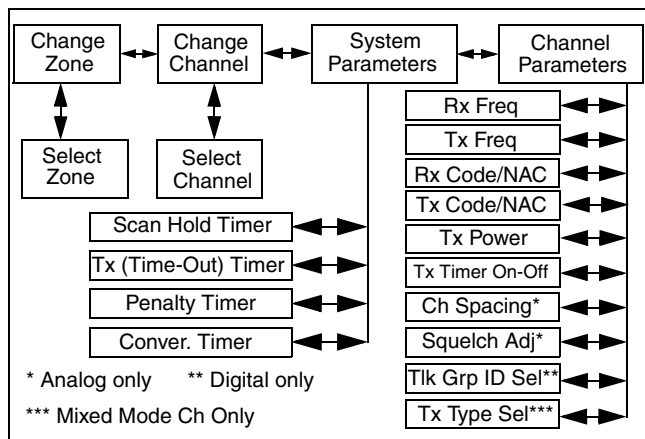 Change Zone
Change Channel
System Parameters
Channel Parameters
Select Zone
Select Channel
Scan Hold Timer
Tx (Time-Out) Timer
Penalty Timer
Conver. Timer
Rx Freq
Tx Freq
Rx Code/NAC
Tx Code/NAC
Tx Power
Tx Timer On-Off
Ch Spacing*
Squelch Adj*
Tlk Grp ID Sel**
Tx Type Sel***
* Analog only ** Digital only
*** Mixed Mode Ch Only